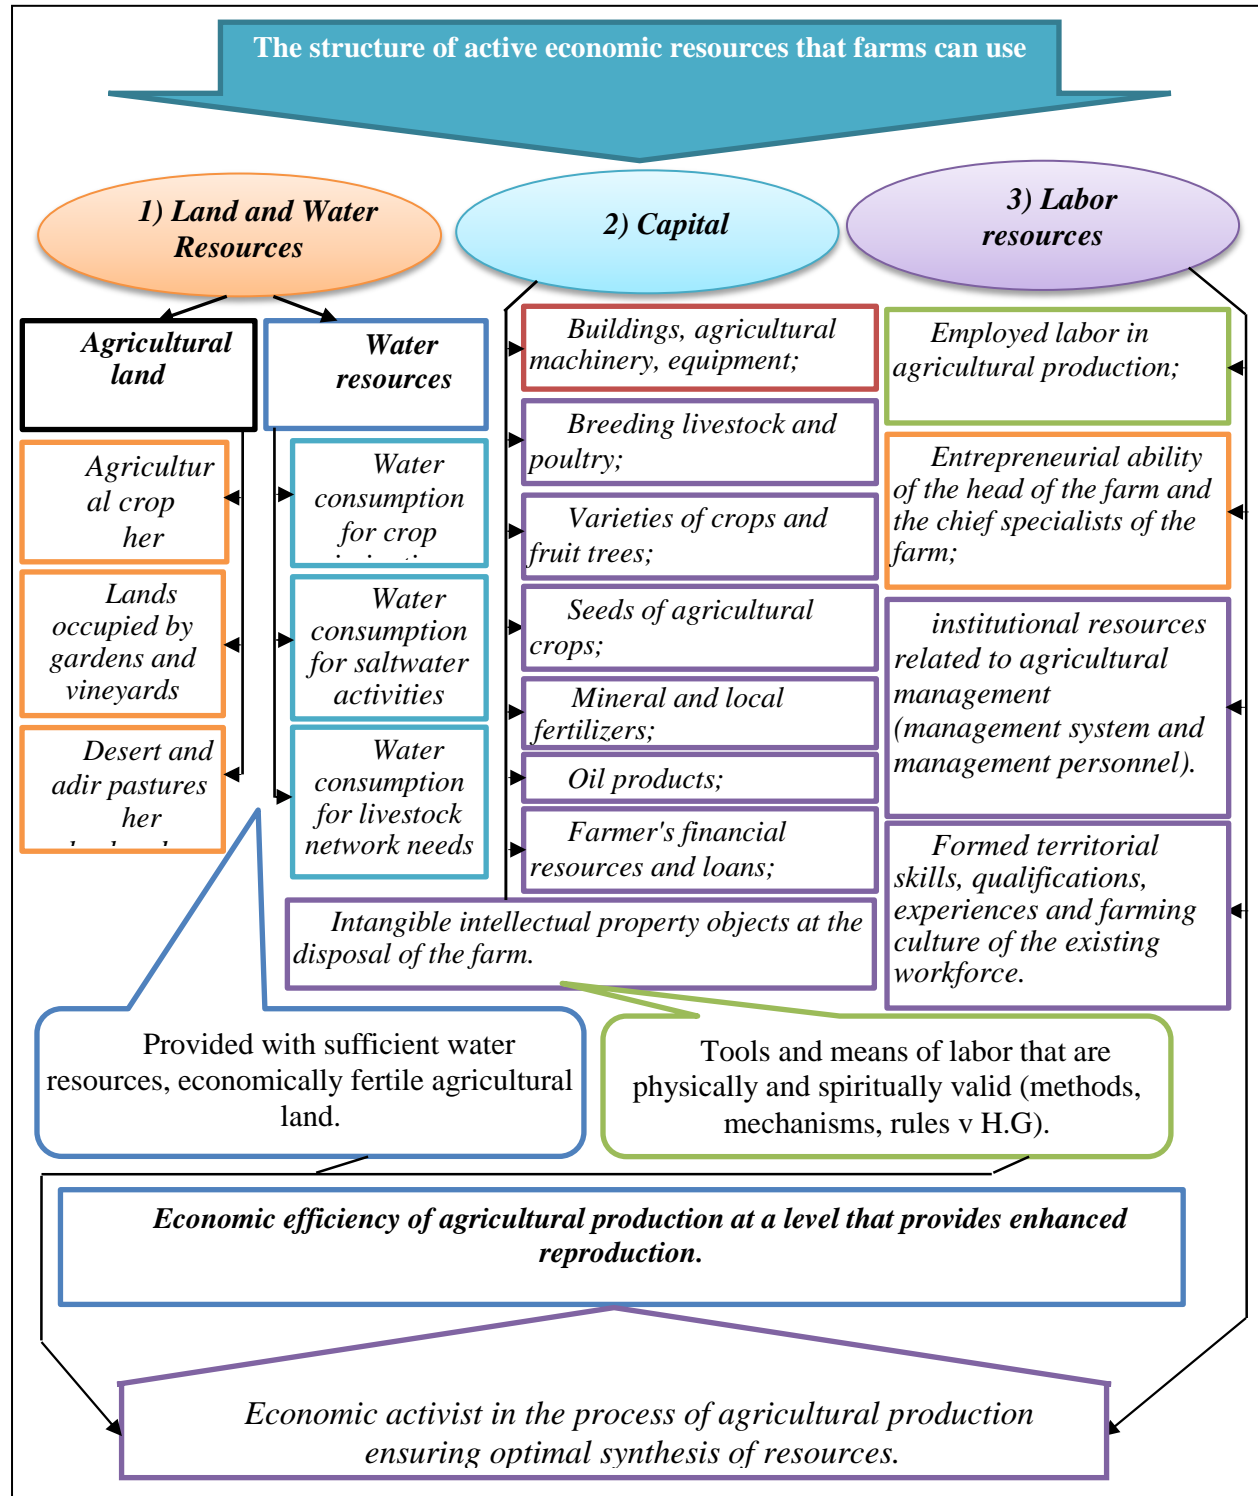 The structure of active economic resources that farms can use
1) Land and Water
Resources
2) Capital
3) Labor
resources
Agricultural
land
Agricultur
al crop
her
Lands
occupied by
gardens and
vineyards
Desert and
adir pastures
her
Water
resources
Water
consumption
for crop
Water
consumption
for saltwater
activities
Water
consumption
for livestock
network needs
Buildings, agricultural
machinery, equipment;
Breeding livestock and
poultry;
Varieties of crops and
fruit trees;
Seeds of agricultural
crops;
Mineral and local
fertilizers;
Oil products;
Farmer's financial
resources and loans;
Intangible intellectual property objects at the
disposal of the farm.
Employed labor in
agricultural production;
Entrepreneurial ability
of the head of the farm and
the chief specialists of the
farm;
institutional resources
related to agricultural
management
(management system and
management personnel).
Formed territorial
skills, qualifications,
experiences and farming
culture of the existing
workforce.
Provided with sufficient water
resources, economically fertile agricultural
land.
Tools and means of labor that are
physically and spiritually valid (methods,
mechanisms, rules v H.G).
Economic efficiency of agricultural production at a level that provides enhanced
reproduction.
Economic activist in the process of agricultural production
ensuring optimal synthesis of resources.